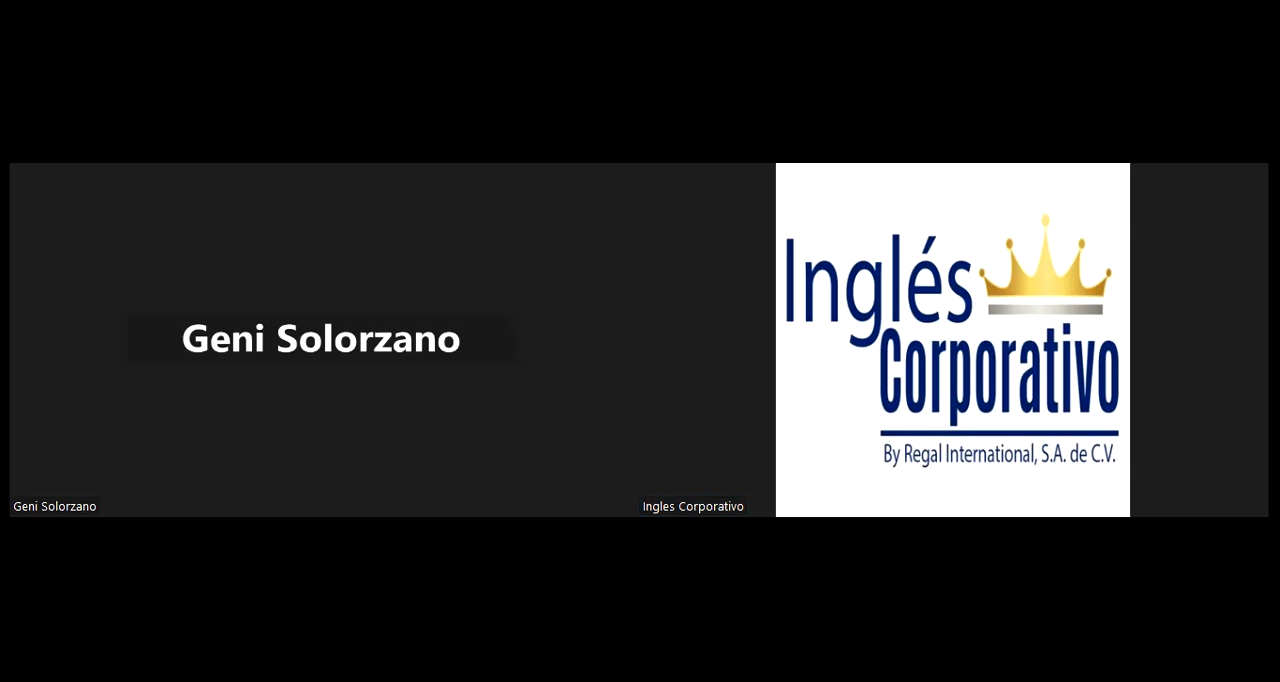 Geni Solorzano
Geni Solorzano
Inglés
Corporativo
By Regal International, S.A. de C.V.
Ingles Corporativo